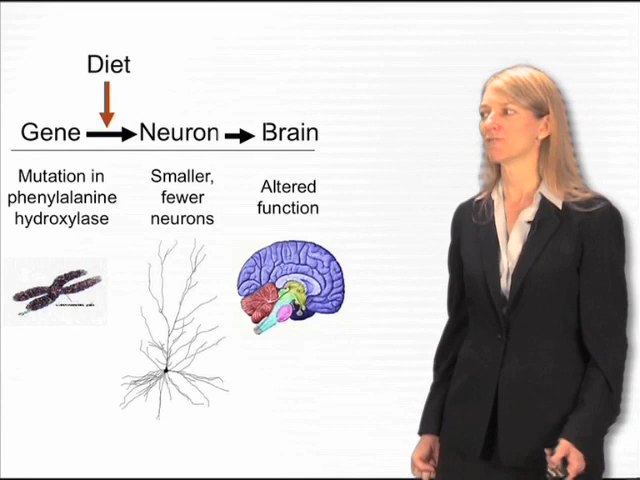 Diet
Gene Neuron Brain
Mutation in
phenylalanine
hydroxylase
Smaller,
fewer
neurons
Altered
function